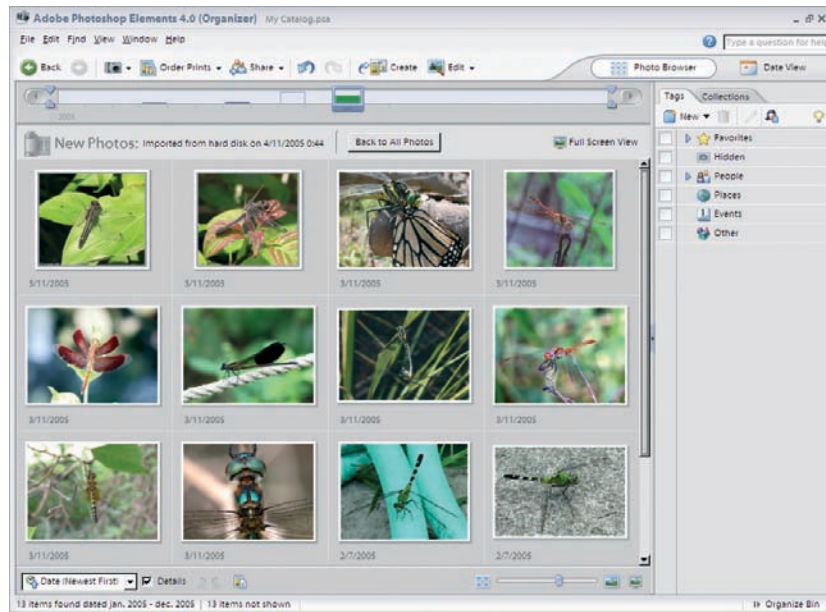 Adobe Photoshop Elements 4.0 (Organizer) My Catalog.psa
File Edit Find View Window Help
Type a question for help
Back Order Prints Share Create Edit Photo Browser Date View
2005
Tags Collections
New
New Photos: Imported from hard disk on 4/11/2005 0:44 Back to All Photos Full Screen View
Favorites
Hidden
People
Places
Events
Other
3/11/2005 3/11/2005 3/11/2005 3/11/2005
3/11/2005 3/11/2005 3/11/2005 3/11/2005
3/11/2005 3/11/2005 2/7/2005 2/7/2005
Date (Newest First) Details
13 items found dated Jan. 2005 - dec. 2005 | 13 items not shown Organize Bin